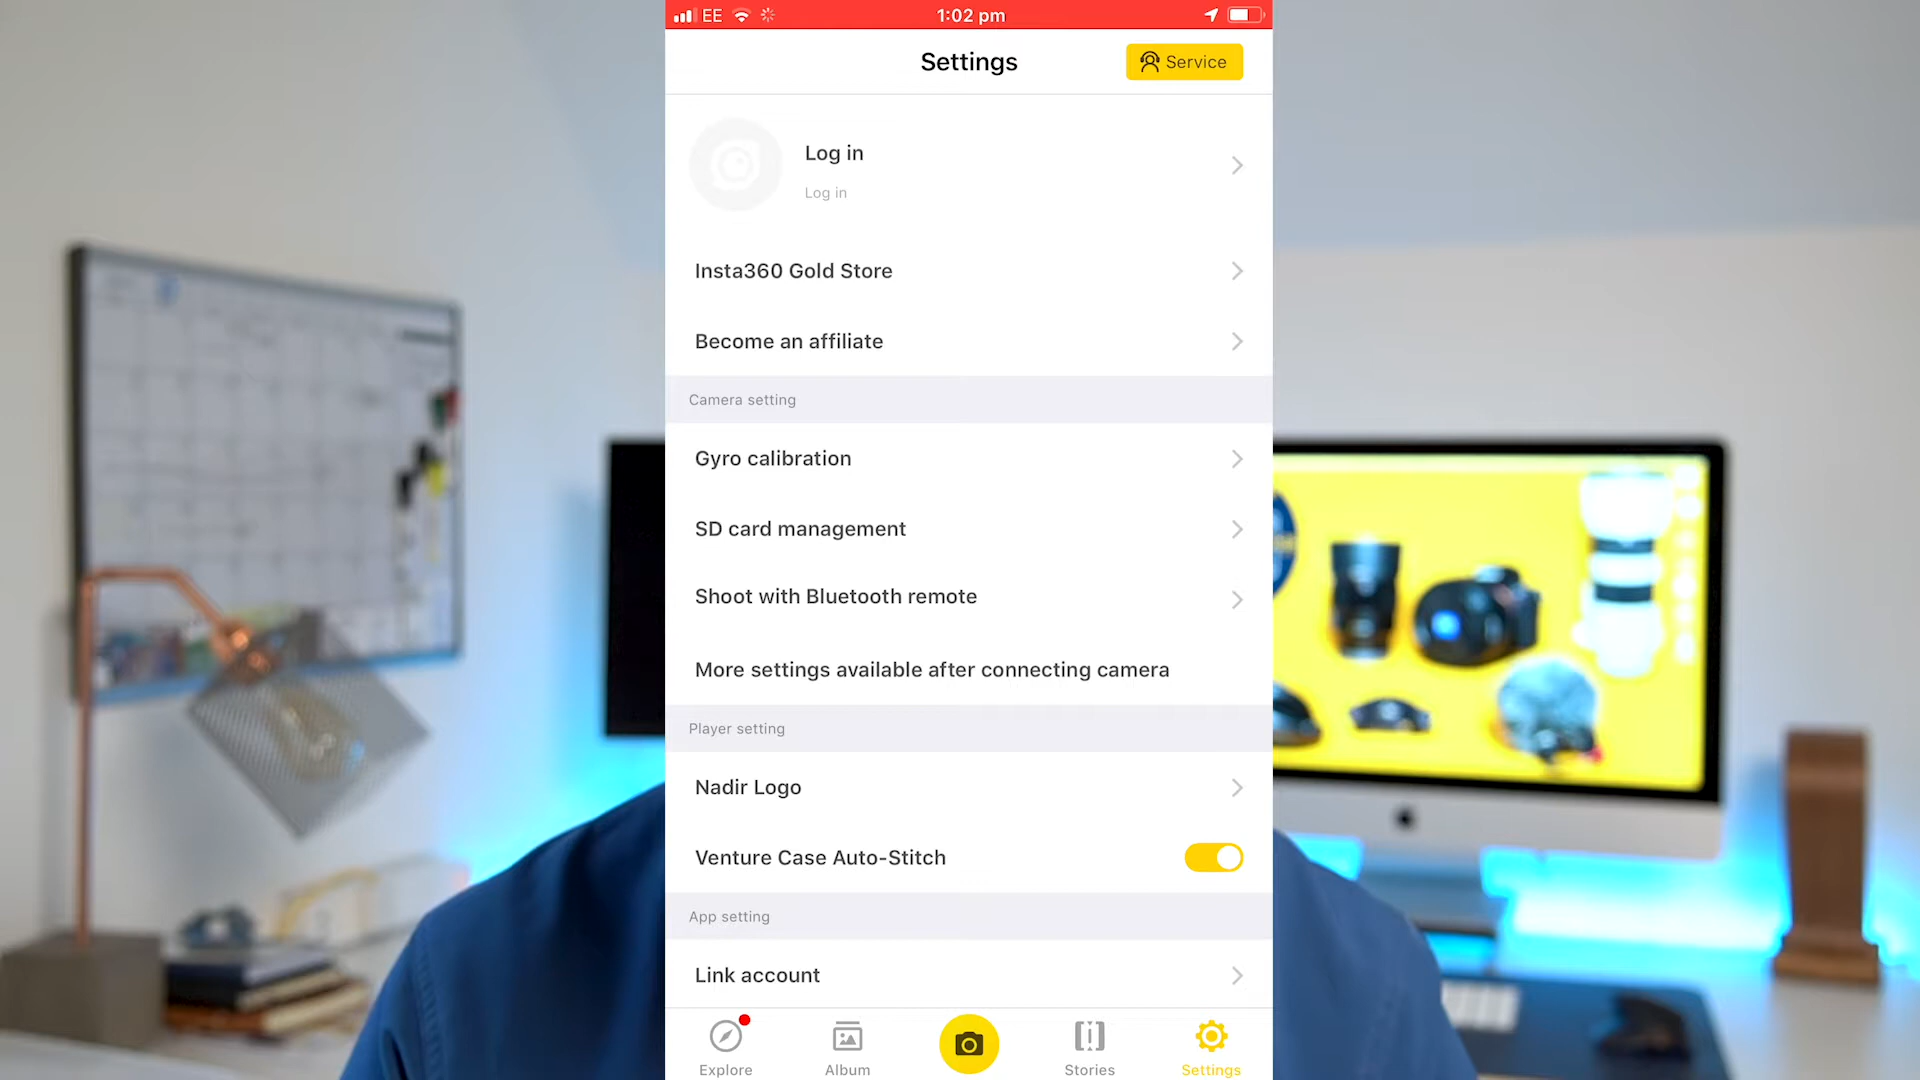 EE 1:02 pm
Settings
Service
Log in
Log in
Insta360 Gold Store
Become an affiliate
Camera setting
Gyro calibration
SD card management
Shoot with Bluetooth remote
More settings available after connecting camera
Player setting
Nadir Logo
Venture Case Auto-Stitch
App setting
Link account
Explore
Album
Stories
Settings